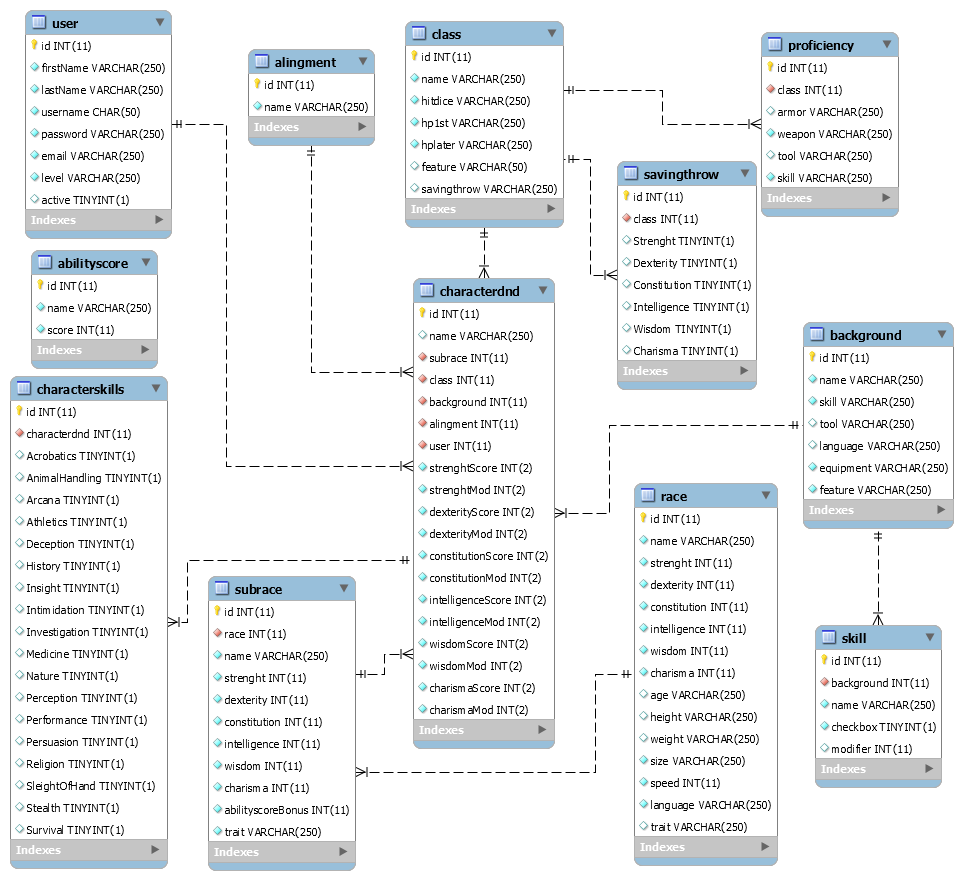 user
id INT(11)
firstName VARCHAR(250)
lastName VARCHAR(250)
username CHAR(50)
password VARCHAR(250)
email VARCHAR(250)
level VARCHAR(250)
active TINYINT(1)
Indexes
alingment
id INT(11)
name VARCHAR(250)
Indexes
class
id INT(11)
name VARCHAR(250)
hitdice VARCHAR(250)
hp1st VARCHAR(250)
hplater VARCHAR(250)
feature VARCHAR(50)
savingthrow VARCHAR(250)
Indexes
proficiency
id INT(11)
class INT(11)
armor VARCHAR(250)
weapon VARCHAR(250)
tool VARCHAR(250)
skill VARCHAR(250)
Indexes
savingthrow
id INT(11)
class INT(11)
Strenght TINYINT(1)
Dexterity TINYINT(1)
Constitution TINYINT(1)
Intelligence TINYINT(1)
Wisdom TINYINT(1)
Charisma TINYINT(1)
Indexes
abilityscore
id INT(11)
name VARCHAR(250)
score INT(11)
Indexes
characterdnd
id INT(11)
name VARCHAR(250)
subrace INT(11)
class INT(11)
background INT(11)
alingment INT(11)
user INT(11)
strenghtScore INT(2)
strenghtMod INT(2)
dexterityScore INT(2)
dexterityMod INT(2)
constitutionScore INT(2)
constitutionMod INT(2)
intelligenceScore INT(2)
intelligenceMod INT(2)
wisdomScore INT(2)
wisdomMod INT(2)
charismaScore INT(2)
charismaMod INT(2)
Indexes
background
id INT(11)
name VARCHAR(250)
skill VARCHAR(250)
tool VARCHAR(250)
language VARCHAR(250)
equipment VARCHAR(250)
feature VARCHAR(250)
Indexes
characterskills
id INT(11)
characterdnd INT(11)
Acrobatics TINYINT(1)
AnimalHandling TINYINT(1)
Arcana TINYINT(1)
Athletics TINYINT(1)
Deception TINYINT(1)
History TINYINT(1)
Insight TINYINT(1)
Intimidation TINYINT(1)
Investigation TINYINT(1)
Medicine TINYINT(1)
Nature TINYINT(1)
Perception TINYINT(1)
Performance TINYINT(1)
Persuasion TINYINT(1)
Religion TINYINT(1)
SleightOfHand TINYINT(1)
Stealth TINYINT(1)
Survival TINYINT(1)
Indexes
subrace
id INT(11)
race INT(11)
name VARCHAR(250)
strenght INT(11)
dexterity INT(11)
constitution INT(11)
intelligence INT(11)
wisdom INT(11)
charisma INT(11)
abilityscoreBonus INT(11)
trait VARCHAR(250)
Indexes
race
id INT(11)
name VARCHAR(250)
strenght INT(11)
dexterity INT(11)
constitution INT(11)
intelligence INT(11)
wisdom INT(11)
charisma INT(11)
age VARCHAR(250)
height VARCHAR(250)
weight VARCHAR(250)
size VARCHAR(250)
speed INT(11)
language VARCHAR(250)
trait VARCHAR(250)
Indexes
skill
id INT(11)
background INT(11)
name VARCHAR(250)
checkbox TINYINT(1)
modifier INT(11)
Indexes